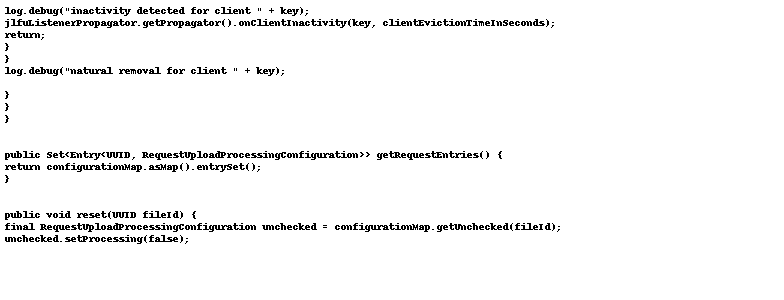 log.debug("inactivity detected for client " + key);
jlfuListenerPropagator.getPropagator().onClientInactivity(key, clientEvictionTimeInSeconds);
return;
}
}
log.debug("natural removal for client " + key);
}
}
}
public Set<Entry<UUID, RequestUploadProcessingConfiguration>> getRequestEntries() {
return configurationMap.asMap().entrySet();
}
public void reset(UUID fileId) {
final RequestUploadProcessingConfiguration unchecked = configurationMap.getUnchecked(fileId);
unchecked.setProcessing(false);